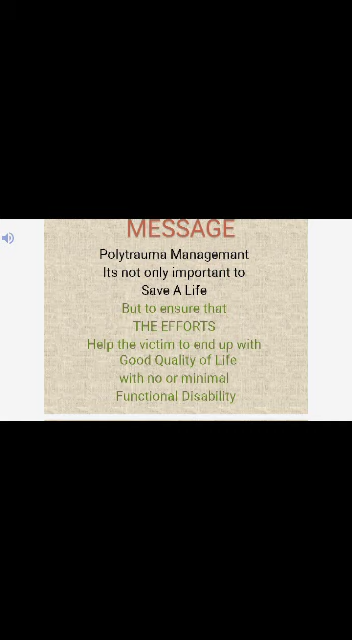 MESSAGE
Polytrauma Managemant
Its not only important to
Save A Life
But to ensure that
THE EFFORTS
Help the victim to end up with
Good Quality of Life
with no or minimal
Functional Disability